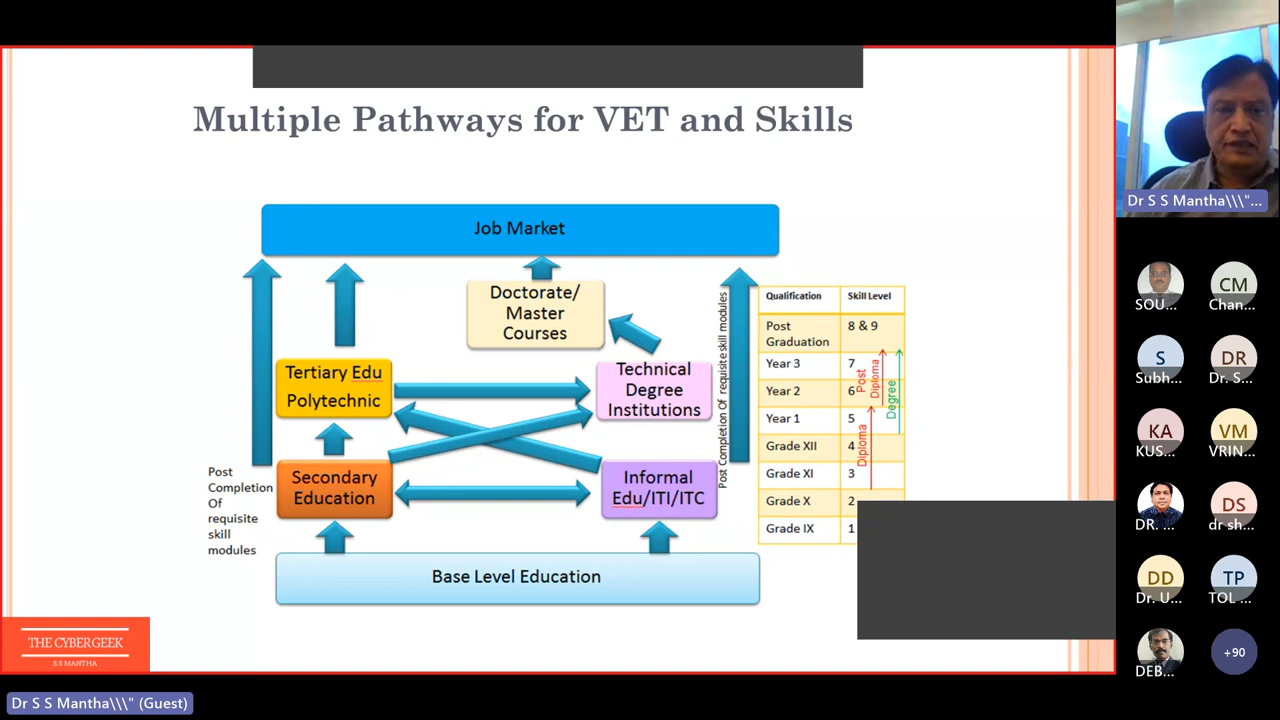 Multiple Pathways for VET and Skills
Job Market
Doctorate/
Master
Courses
Tertiary Edu
Polytechnic
Technical
Degree
Institutions
Secondary
Education
Informal
Edu/ITI/ITC
Base Level Education
Post
Completion
Of
requisite
skill
modules
Post Completion Of requisite skill modules
Qualification Skill Level
Post
Graduation 8 & 9
Year 3 7
Year 2 6
Year 1 5
Grade XII 4
Grade XI 3
Grade X 2
Grade IX 1
Diploma
Post
Diploma
Degree
THE CYBERGEEK
S S MANTHA
Dr S S Mantha\\\" (Guest)
Dr S S Mantha\\\"...
SOU...
CM
Chan...
S
Subh...
DR
Dr. S...
KA
KUS...
VM
VRIN...
DR. ...
DS
dr sh...
DD
Dr. U...
TP
TOL ...
DEB...
+90